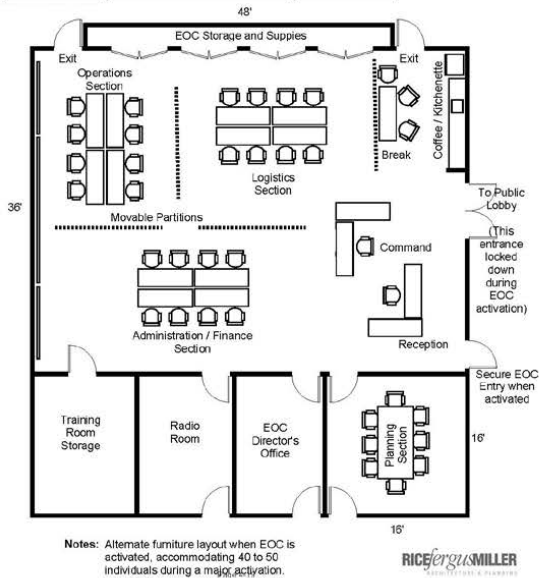 48'
EOC Storage and Suppies
Exit
Exit
Operations
Section
Coffee / Kitchenette
Break
Logistics
Section
To Public
Lobby
36'
Movable Partitions
(This
entrance
locked
down
during
EOC
activation)
Command
Administration / Finance
Section
Reception
Secure EOC
Entry when
activated
Training
Room
Storage
Radio
Room
EOC
Director's
Office
Planning
Section
16'
16'
Notes: Alternate furniture layout when EOC is
activated, accommodating 40 to 50
individuals during a major activation.
RICEfergusMILLER
ARCHITECTURE & PLANNING